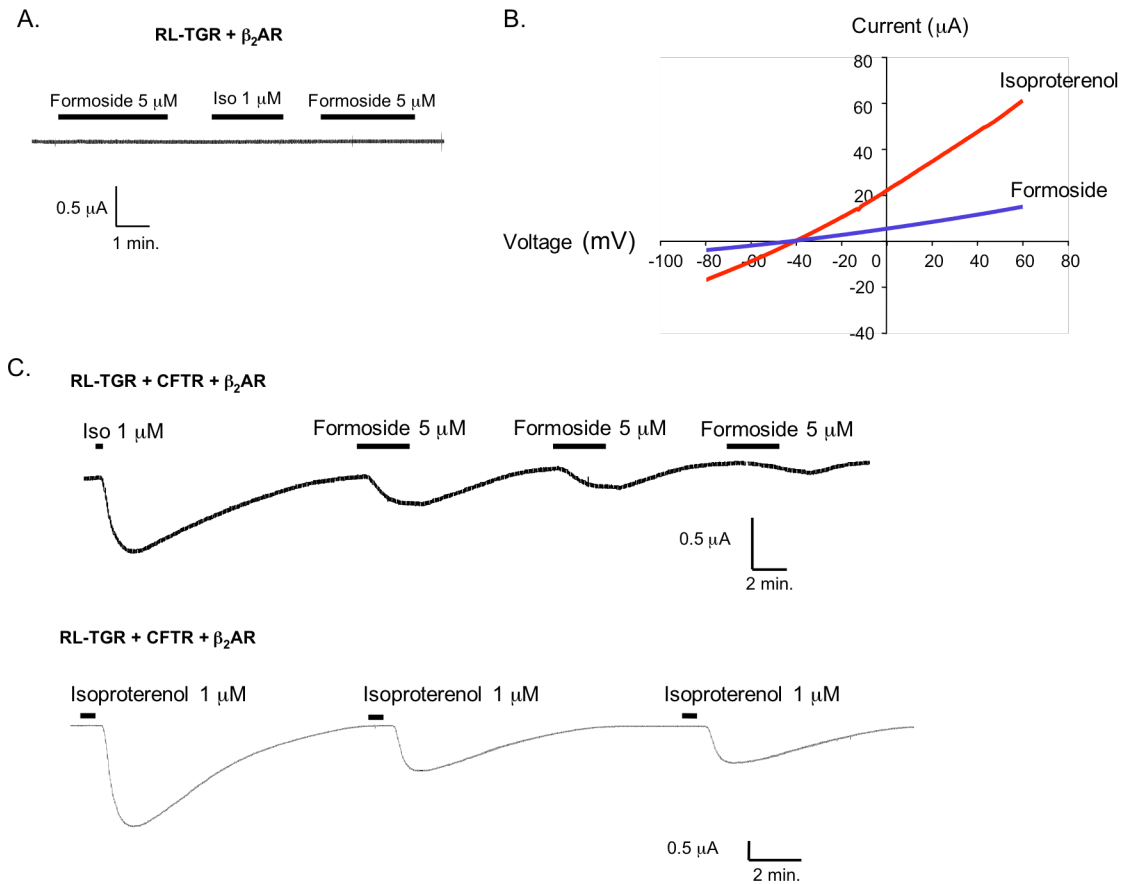 A.
RL-TGR + β2AR
Formoside 5 μM
Iso 1 μM
Formoside 5 μM
0.5 μA
1 min.
B.
Current (μA)
80
60
40
20
-20
-40
Isoproterenol
Formoside
Voltage (mV)
-100 -80 -60 -40 -20 0 20 40 60 80
C.
RL-TGR + CFTR + β2AR
Iso 1 μM
Formoside 5 μM
Formoside 5 μM
Formoside 5 μM
0.5 μA
2 min.
RL-TGR + CFTR + β2AR
Isoproterenol 1 μM
Isoproterenol 1 μM
Isoproterenol 1 μM
0.5 μA
2 min.